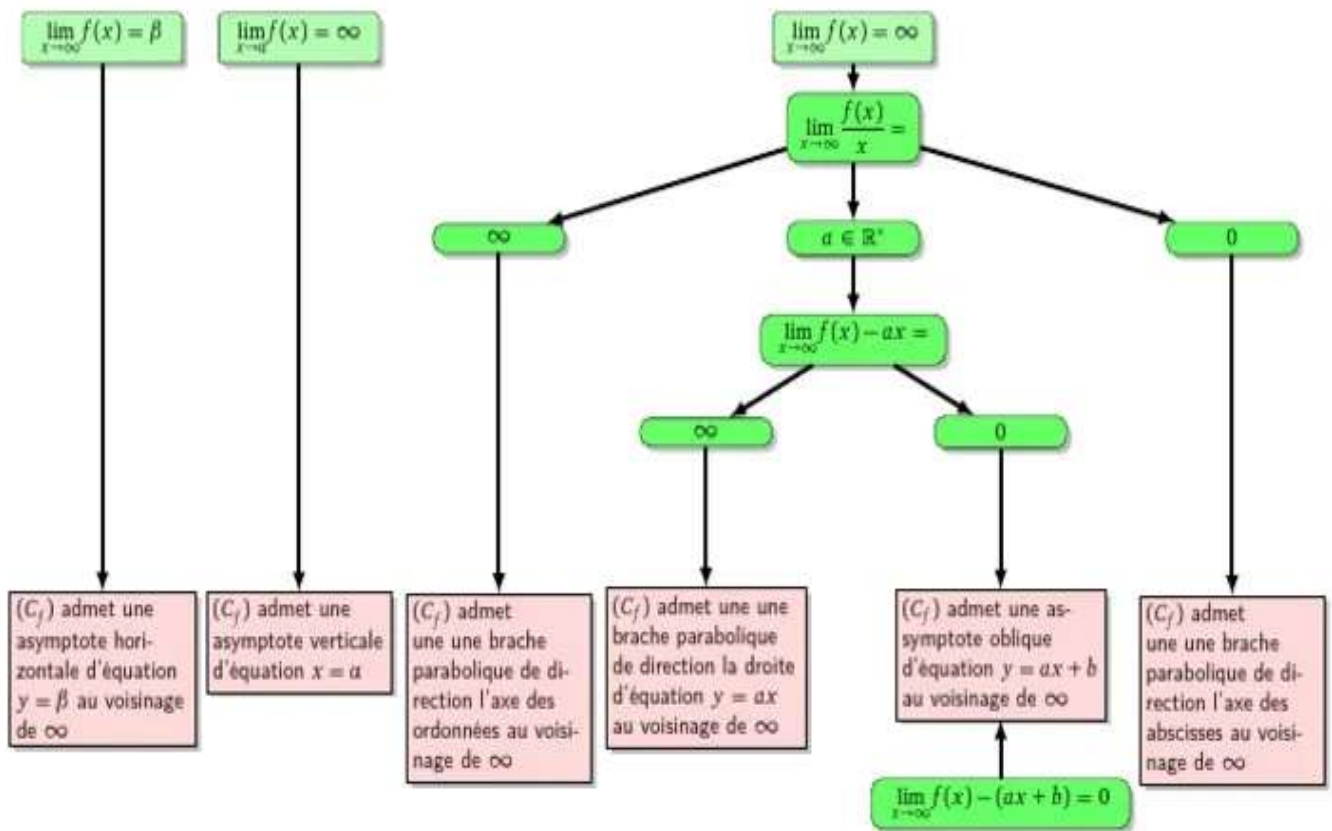 lim f(x) = β
x→∞
lim f(x) = ∞
x→α
lim f(x) = ∞
x→∞
lim f(x)/x =
x→∞
∞
a ∈ ℝ*
0
lim f(x) − ax =
x→∞
∞
0
(C_f) admet une
asymptote hori-
zontale d'équation
y = β au voisinage
de ∞
(C_f) admet une
asymptote verticale
d'équation x = α
(C_f) admet
une une brache
parabolique de di-
rection l'axe des
ordonnées au voisi-
nage de ∞
(C_f) admet une une
brache parabolique
de direction la droite
d'équation y = ax
au voisinage de ∞
(C_f) admet une as-
symptote oblique
d'équation y = ax + b
au voisinage de ∞
(C_f) admet
une une brache
parabolique de di-
rection l'axe des
abscisses au voisi-
nage de ∞
lim f(x) − (ax + b) = 0
x→∞